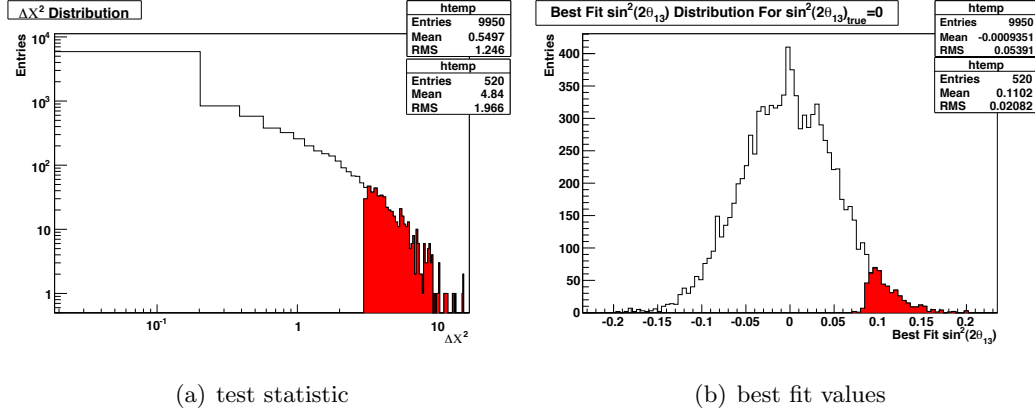 ΔX² Distribution
htemp
Entries 9950
Mean 0.5497
RMS 1.246
htemp
Entries 520
Mean 4.84
RMS 1.966
Entries
10⁴
10³
10²
10
1
10⁻¹
1
10
ΔX²
(a) test statistic
Best Fit sin²(2θ₁₃) Distribution For sin²(2θ₁₃)ₜᵣᵤₑ=0
htemp
Entries 9950
Mean -0.0009351
RMS 0.05391
htemp
Entries 520
Mean 0.1102
RMS 0.02082
Entries
400
350
300
250
200
150
100
50
0
-0.2 -0.15 -0.1 -0.05 0 0.05 0.1 0.15 0.2
Best Fit sin²(2θ₁₃)
(b) best fit values